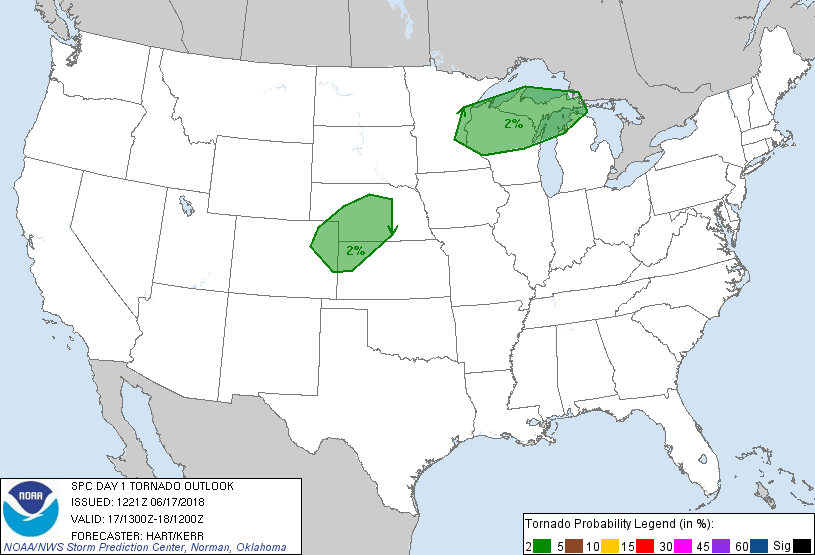 2%
2%
NOAA
SPC DAY 1 TORNADO OUTLOOK
ISSUED: 1221Z 06/17/2018
VALID: 17/1300Z-18/1200Z
FORECASTER: HART/KERR
NOAA/NWS Storm Prediction Center, Norman, Oklahoma
Tornado Probability Legend (in %):
2 5 10 15 30 45 60 Sig